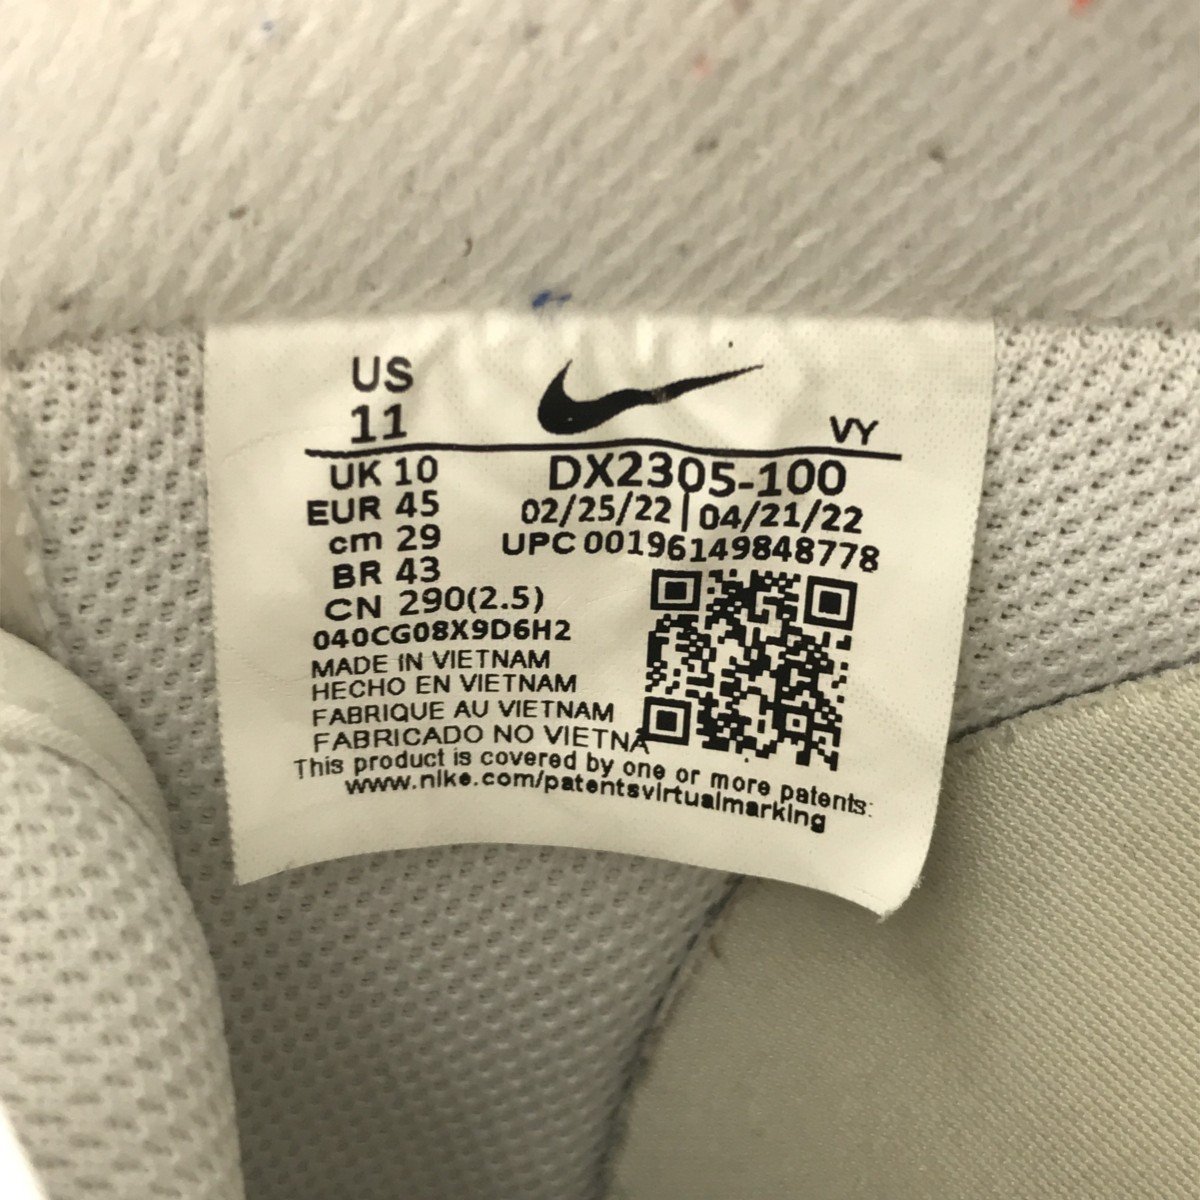 US
11
VY
UK 10
EUR 45
cm 29
BR 43
CN 290(2.5)
DX2305-100
02/25/22 | 04/21/22
UPC 00196149848778
040CG08X9D6H2
MADE IN VIETNAM
HECHO EN VIETNAM
FABRIQUE AU VIETNAM
FABRICADO NO VIETNA
This product is covered by one or more patents:
www.nike.com/patentsvirtualmarking